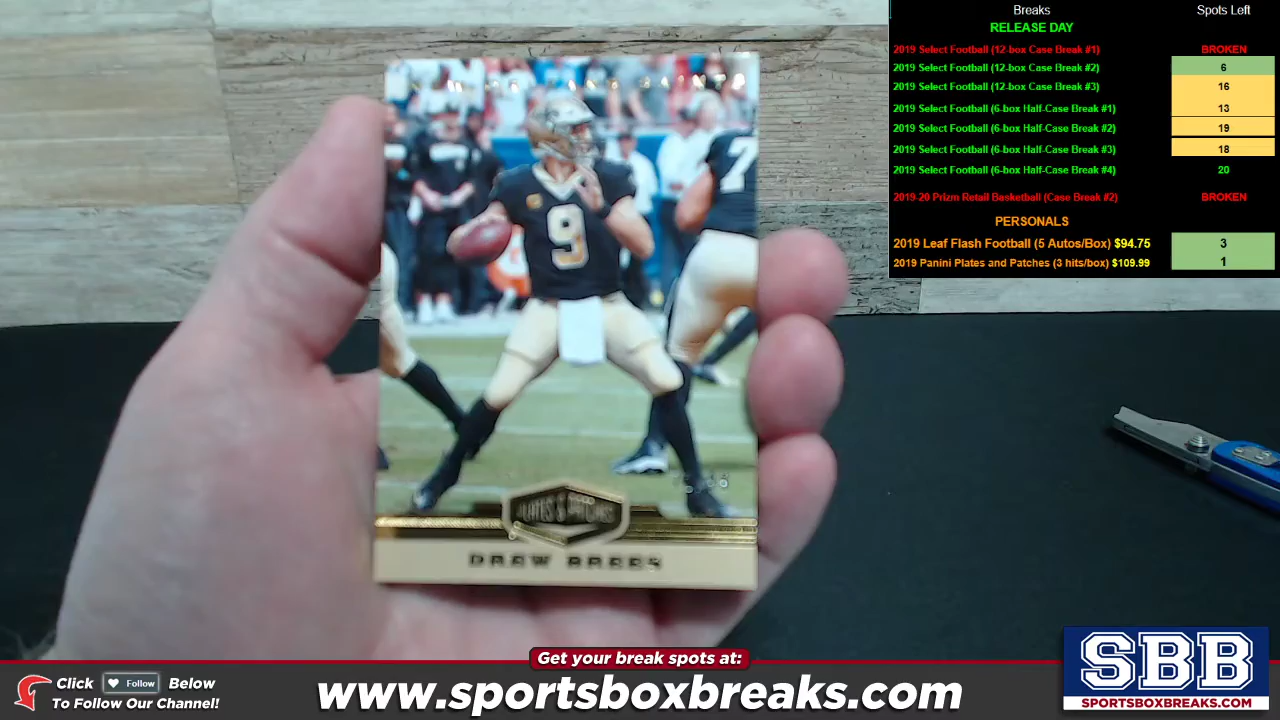 Breaks Spots Left
RELEASE DAY
2019 Select Football (12-box Case Break #1) BROKEN
2019 Select Football (12-box Case Break #2) 6
2019 Select Football (12-box Case Break #3) 16
2019 Select Football (6-box Half-Case Break #1) 13
2019 Select Football (6-box Half-Case Break #2) 19
2019 Select Football (6-box Half-Case Break #3) 18
2019 Select Football (6-box Half-Case Break #4) 20
2019-20 Prizm Retail Basketball (Case Break #2) BROKEN
PERSONALS
2019 Leaf Flash Football (5 Autos/Box) $94.75 3
2019 Panini Plates and Patches (3 hits/box) $109.99 1
7
9
PLATES & PATCHES
DREW BREES
Get your break spots at:
Click Follow Below
To Follow Our Channel!
www.sportsboxbreaks.com
SBB
SPORTSBOXBREAKS.COM